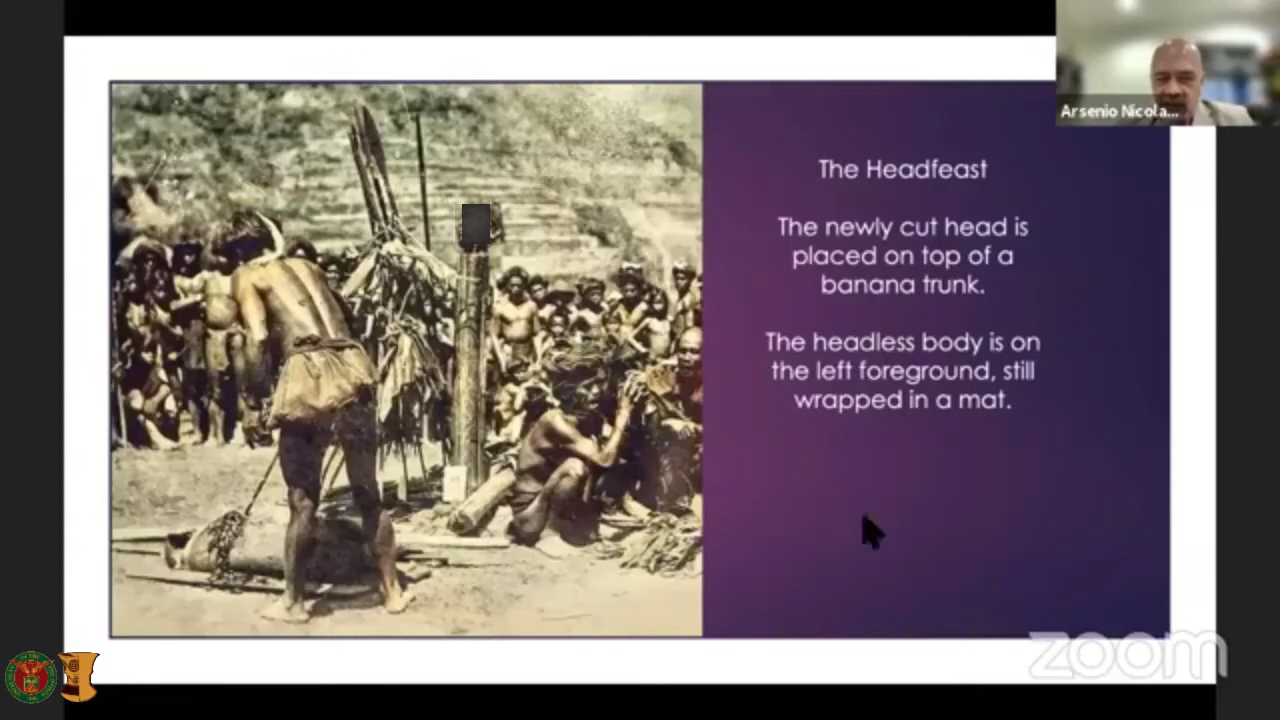 Arsenio Nicola...
The Headfeast
The newly cut head is
placed on top of a
banana trunk.
The headless body is on
the left foreground, still
wrapped in a mat.
zoom